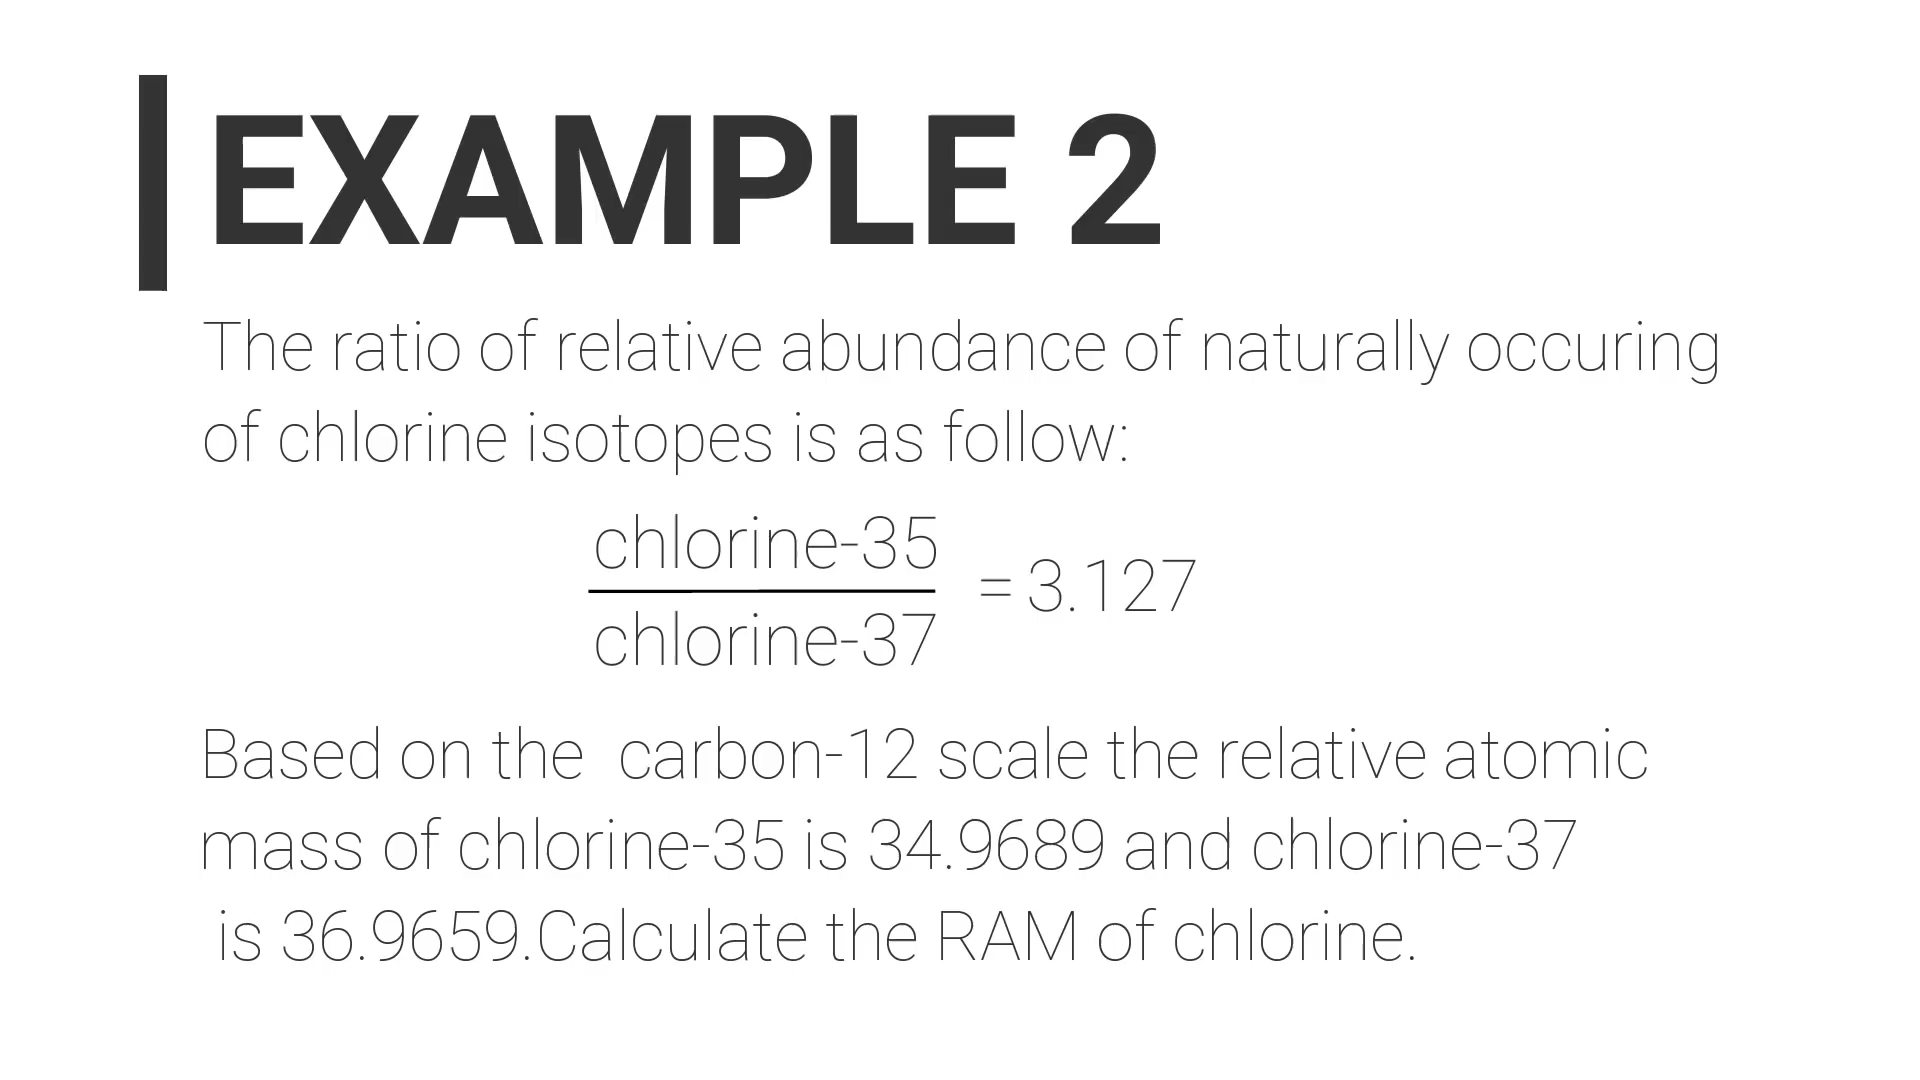 EXAMPLE 2
The ratio of relative abundance of naturally occuring
of chlorine isotopes is as follow:
chlorine-35
= 3.127
chlorine-37
Based on the  carbon-12 scale the relative atomic
mass of chlorine-35 is 34.9689 and chlorine-37
is 36.9659.Calculate the RAM of chlorine.